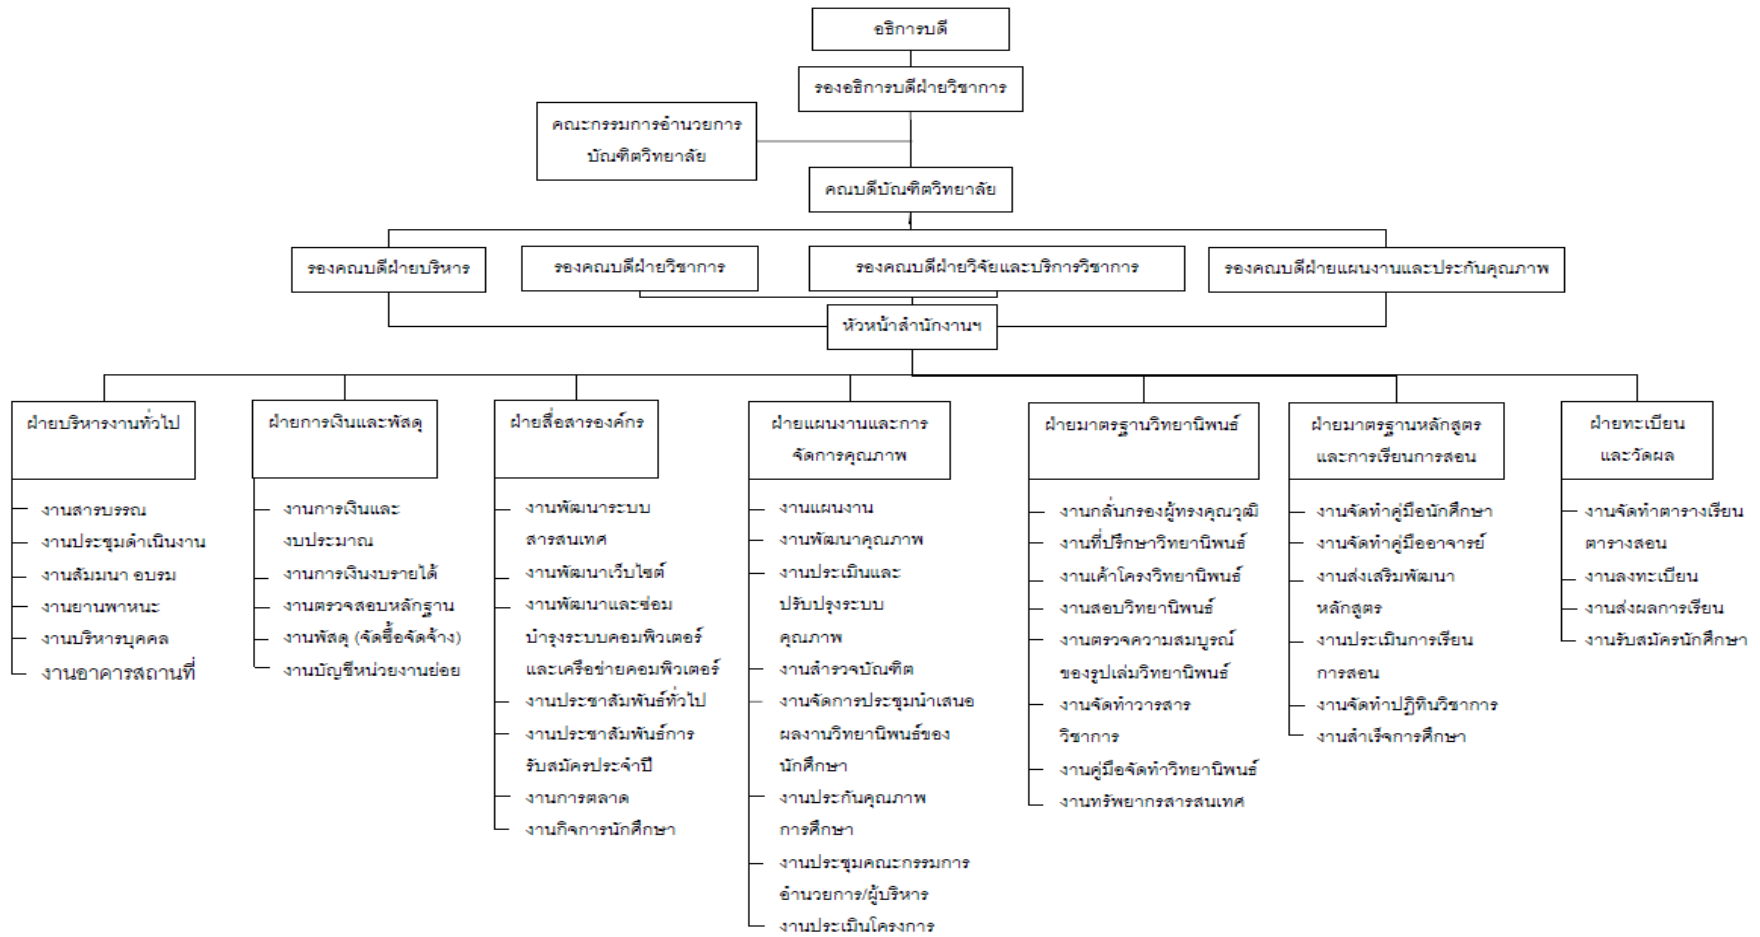 อธิการบดี
รองอธิการบดีฝ่ายวิชาการ
คณะกรรมการอำนวยการ
บัณฑิตวิทยาลัย
คณบดีบัณฑิตวิทยาลัย
รองคณบดีฝ่ายบริหาร
รองคณบดีฝ่ายวิชาการ
รองคณบดีฝ่ายวิจัยและบริการวิชาการ
รองคณบดีฝ่ายแผนงานและประกันคุณภาพ
หัวหน้าสำนักงานฯ
ฝ่ายบริหารงานทั่วไป
งานสารบรรณ
งานประชุมดำเนินงาน
งานสัมมนา อบรม
งานยานพาหนะ
งานบริหารบุคคล
งานอาคารสถานที่
ฝ่ายการเงินและพัสดุ
งานการเงินและ
งบประมาณ
งานการเงินงบรายได้
งานตรวจสอบหลักฐาน
งานพัสดุ (จัดซื้อจัดจ้าง)
งานบัญชีหน่วยงานย่อย
ฝ่ายสื่อสารองค์กร
งานพัฒนาระบบ
สารสนเทศ
งานพัฒนาเว็บไซต์
งานพัฒนาและซ่อม
บำรุงระบบคอมพิวเตอร์
และเครือข่ายคอมพิวเตอร์
งานประชาสัมพันธ์ทั่วไป
งานประชาสัมพันธ์การ
รับสมัครประจำปี
งานการตลาด
งานกิจการนักศึกษา
ฝ่ายแผนงานและการ
จัดการคุณภาพ
งานแผนงาน
งานพัฒนาคุณภาพ
งานประเมินและ
ปรับปรุงระบบ
คุณภาพ
งานสำรวจบัณฑิต
งานจัดการประชุมนำเสนอ
ผลงานวิทยานิพนธ์ของ
นักศึกษา
งานประกันคุณภาพ
การศึกษา
งานประชุมคณะกรรมการ
อำนวยการ/ผู้บริหาร
งานประเมินโครงการ
ฝ่ายมาตรฐานวิทยานิพนธ์
งานกลั่นกรองผู้ทรงคุณวุฒิ
งานที่ปรึกษาวิทยานิพนธ์
งานเค้าโครงวิทยานิพนธ์
งานสอบวิทยานิพนธ์
งานตรวจความสมบูรณ์
ของรูปเล่มวิทยานิพนธ์
งานจัดทำวารสาร
วิชาการ
งานคู่มือจัดทำวิทยานิพนธ์
งานทรัพยากรสารสนเทศ
ฝ่ายมาตรฐานหลักสูตร
และการเรียนการสอน
งานจัดทำคู่มือนักศึกษา
งานจัดทำคู่มืออาจารย์
งานส่งเสริมพัฒนา
หลักสูตร
งานประเมินการเรียน
การสอน
งานจัดทำปฏิทินวิชาการ
งานสำเร็จการศึกษา
ฝ่ายทะเบียน
และวัดผล
งานจัดทำตารางเรียน
ตารางสอน
งานลงทะเบียน
งานส่งผลการเรียน
งานรับสมัครนักศึกษา